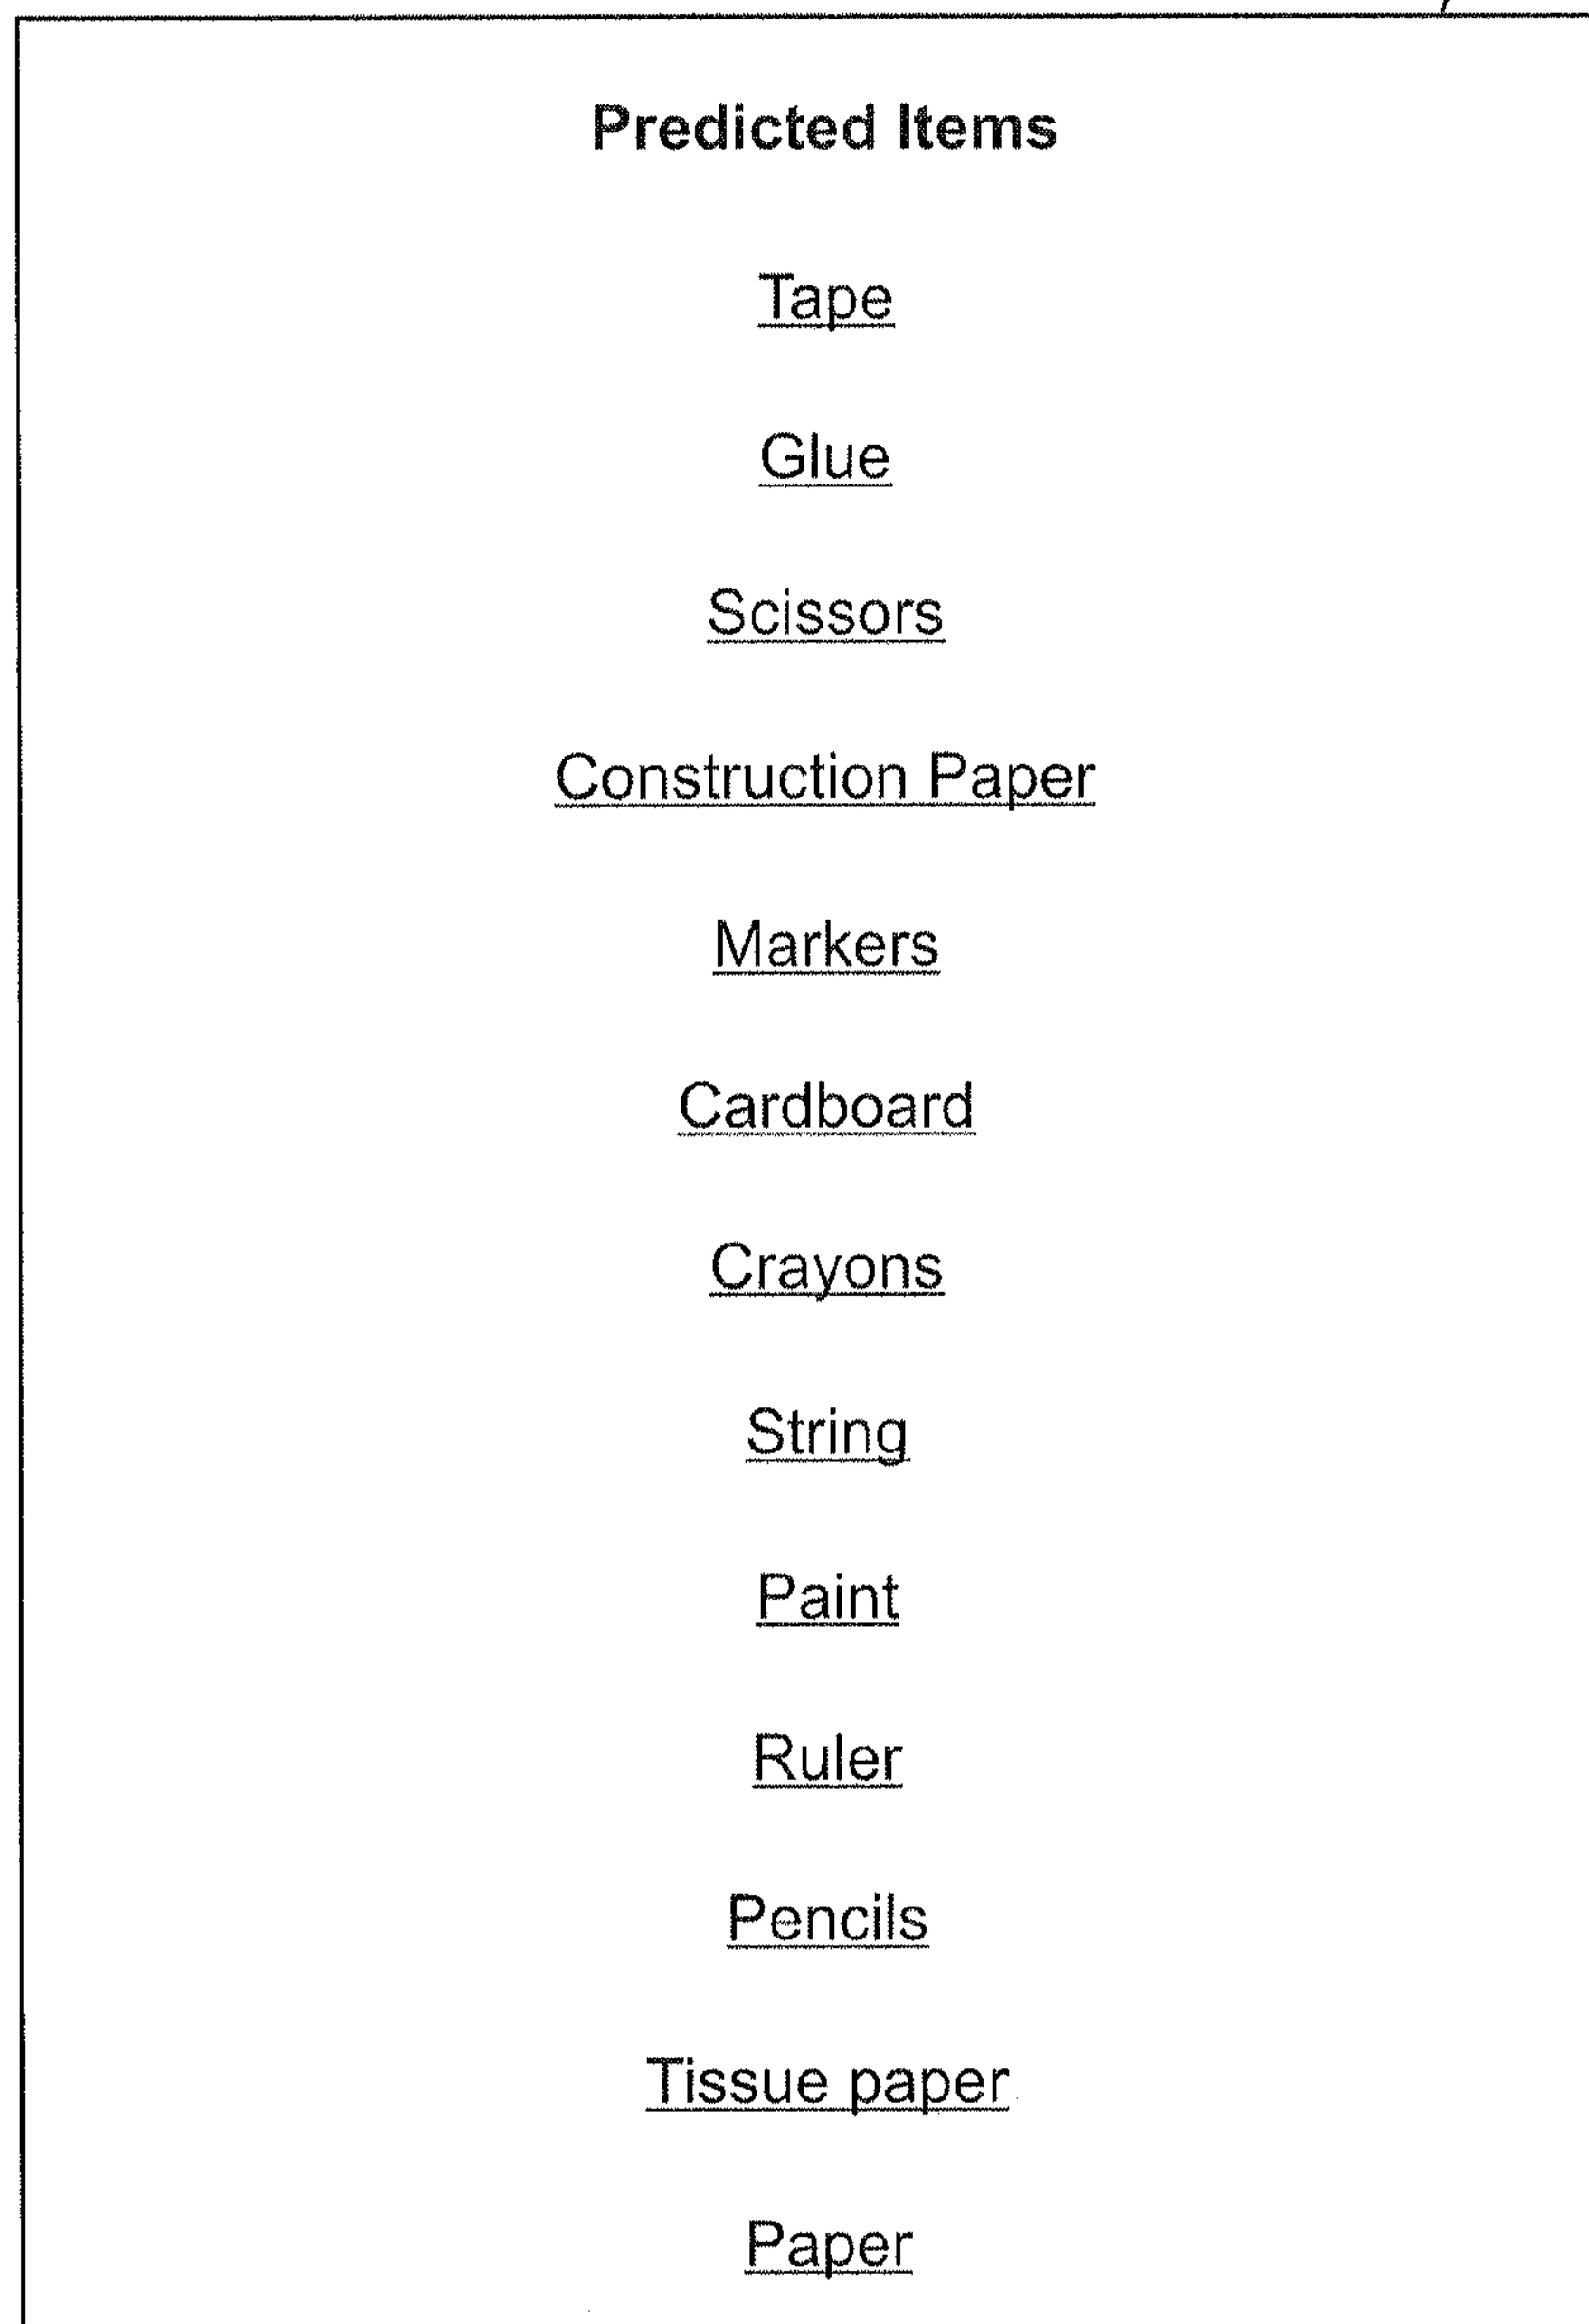 Predicted Items
Tape
Glue
Scissors
Construction Paper
Markers
Cardboard
Crayons
String
Paint
Ruler
Pencils
Tissue paper
Paper